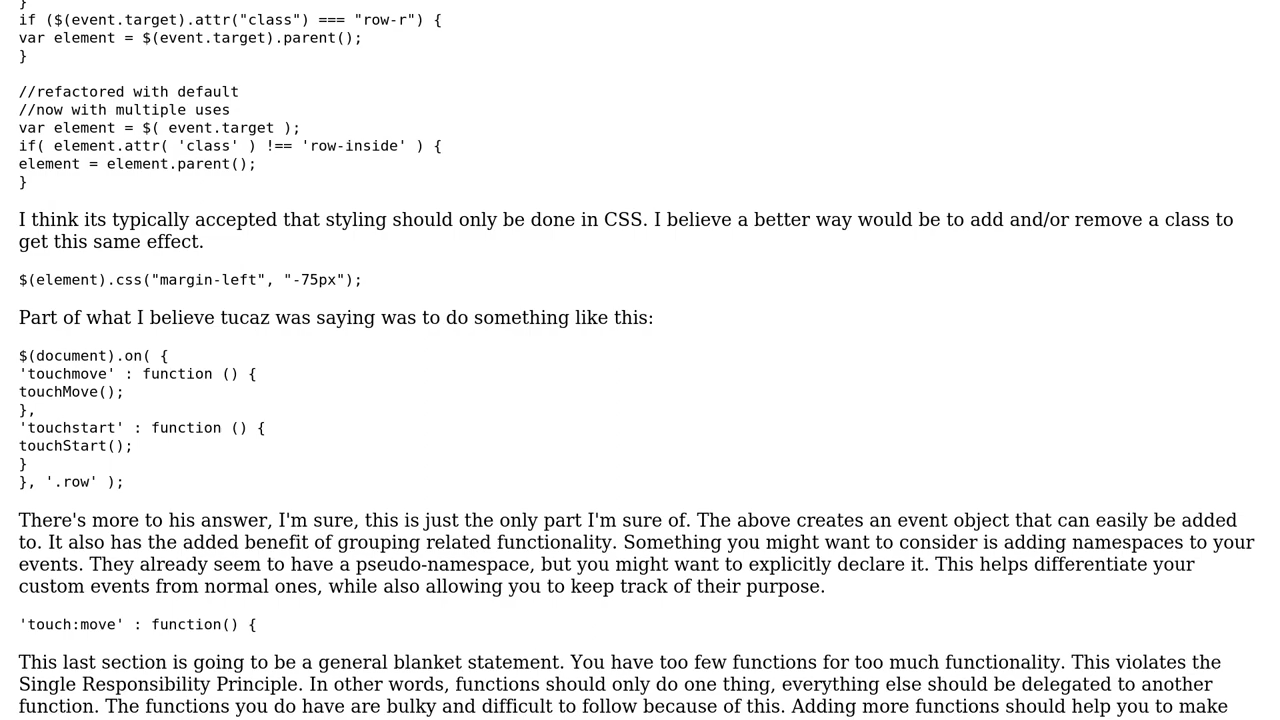 }
if ($(event.target).attr("class") === "row-r") {
var element = $(event.target).parent();
}
//refactored with default
//now with multiple uses
var element = $( event.target );
if( element.attr( 'class' ) !== 'row-inside' ) {
element = element.parent();
}
I think its typically accepted that styling should only be done in CSS. I believe a better way would be to add and/or remove a class to
get this same effect.
$(element).css("margin-left", "-75px");
Part of what I believe tucaz was saying was to do something like this:
$(document).on( {
'touchmove' : function () {
touchMove();
},
'touchstart' : function () {
touchStart();
}
}, '.row' );
There's more to his answer, I'm sure, this is just the only part I'm sure of. The above creates an event object that can easily be added
to. It also has the added benefit of grouping related functionality. Something you might want to consider is adding namespaces to your
events. They already seem to have a pseudo-namespace, but you might want to explicitly declare it. This helps differentiate your
custom events from normal ones, while also allowing you to keep track of their purpose.
'touch:move' : function() {
This last section is going to be a general blanket statement. You have too few functions for too much functionality. This violates the
Single Responsibility Principle. In other words, functions should only do one thing, everything else should be delegated to another
function. The functions you do have are bulky and difficult to follow because of this. Adding more functions should help you to make